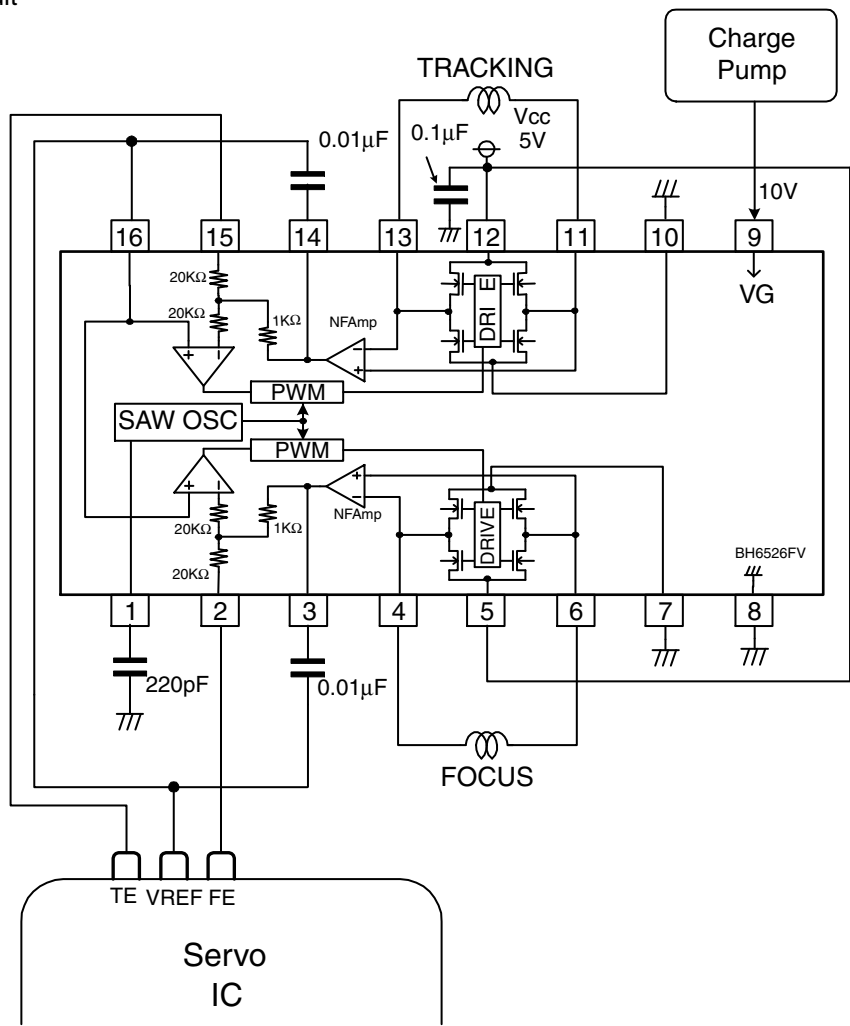 Charge
Pump
TRACKING
Vcc
5V
0.01μF
0.1μF
10V
16
15
14
13
12
11
10
9
VG
20KΩ
20KΩ
1KΩ
NFAmp
DRI E
PWM
SAW OSC
PWM
NFAmp
DRIVE
20KΩ
1KΩ
20KΩ
BH6526FV
1
2
3
4
5
6
7
8
220pF
0.01μF
FOCUS
TE
VREF
FE
Servo
IC